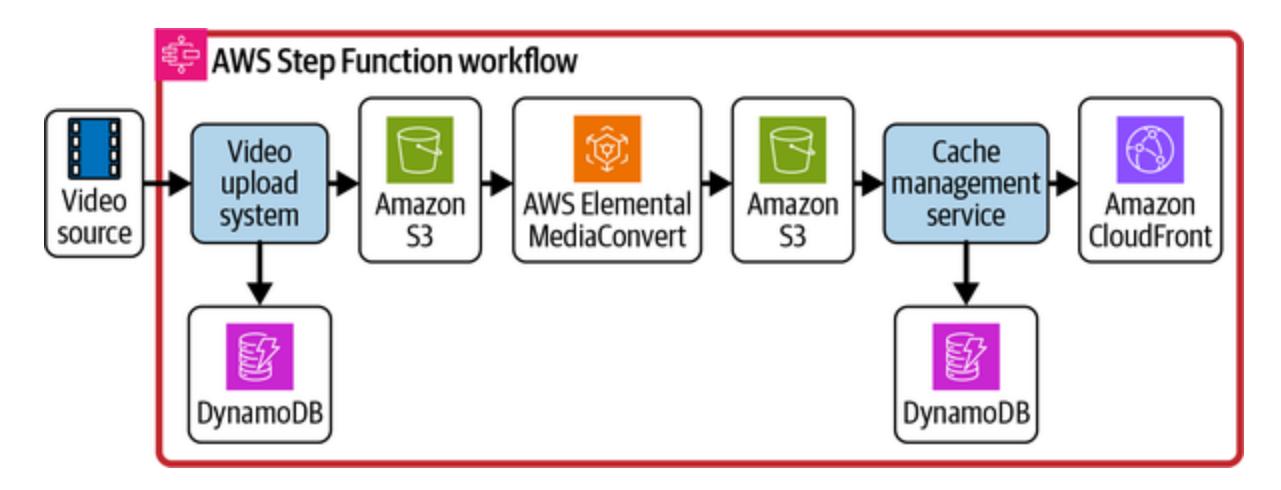 AWS Step Function workflow
Video
source
Video
upload
system
Amazon
S3
AWS Elemental
MediaConvert
Amazon
S3
Cache
management
service
Amazon
CloudFront
DynamoDB
DynamoDB